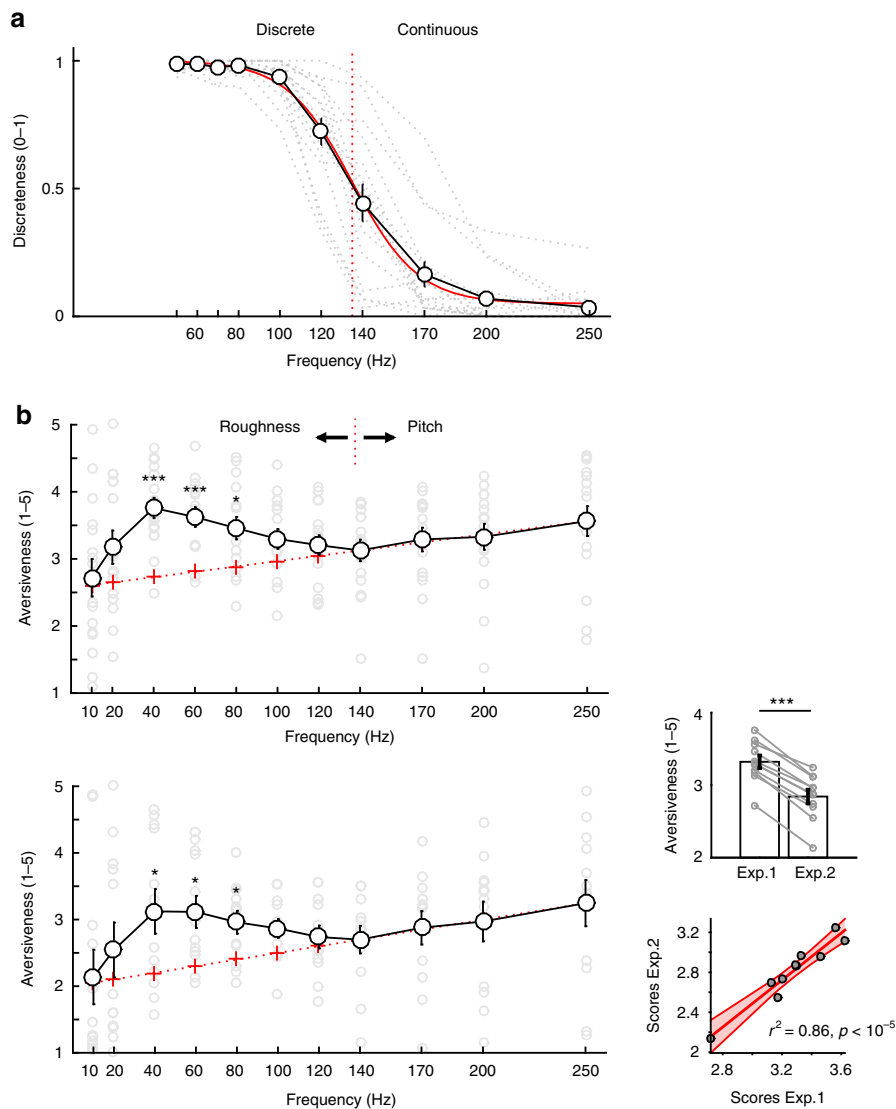 a
Discrete Continuous
1
0.5
0
Discreteness (0–1)
60 80 100 120 140 170 200 250
Frequency (Hz)
b
Roughness Pitch
5
4
3
2
1
Aversiveness (1–5)
*** *** *
10 20 40 60 80 100 120 140 170 200 250
Frequency (Hz)
5
4
3
2
1
Aversiveness (1–5)
* * *
10 20 40 60 80 100 120 140 170 200 250
Frequency (Hz)
***
4
3
2
Aversiveness (1–5)
Exp.1 Exp.2
3.2
2.8
2.4
2
Scores Exp.2
r² = 0.86, p < 10⁻⁵
2.8 3.2 3.6
Scores Exp.1